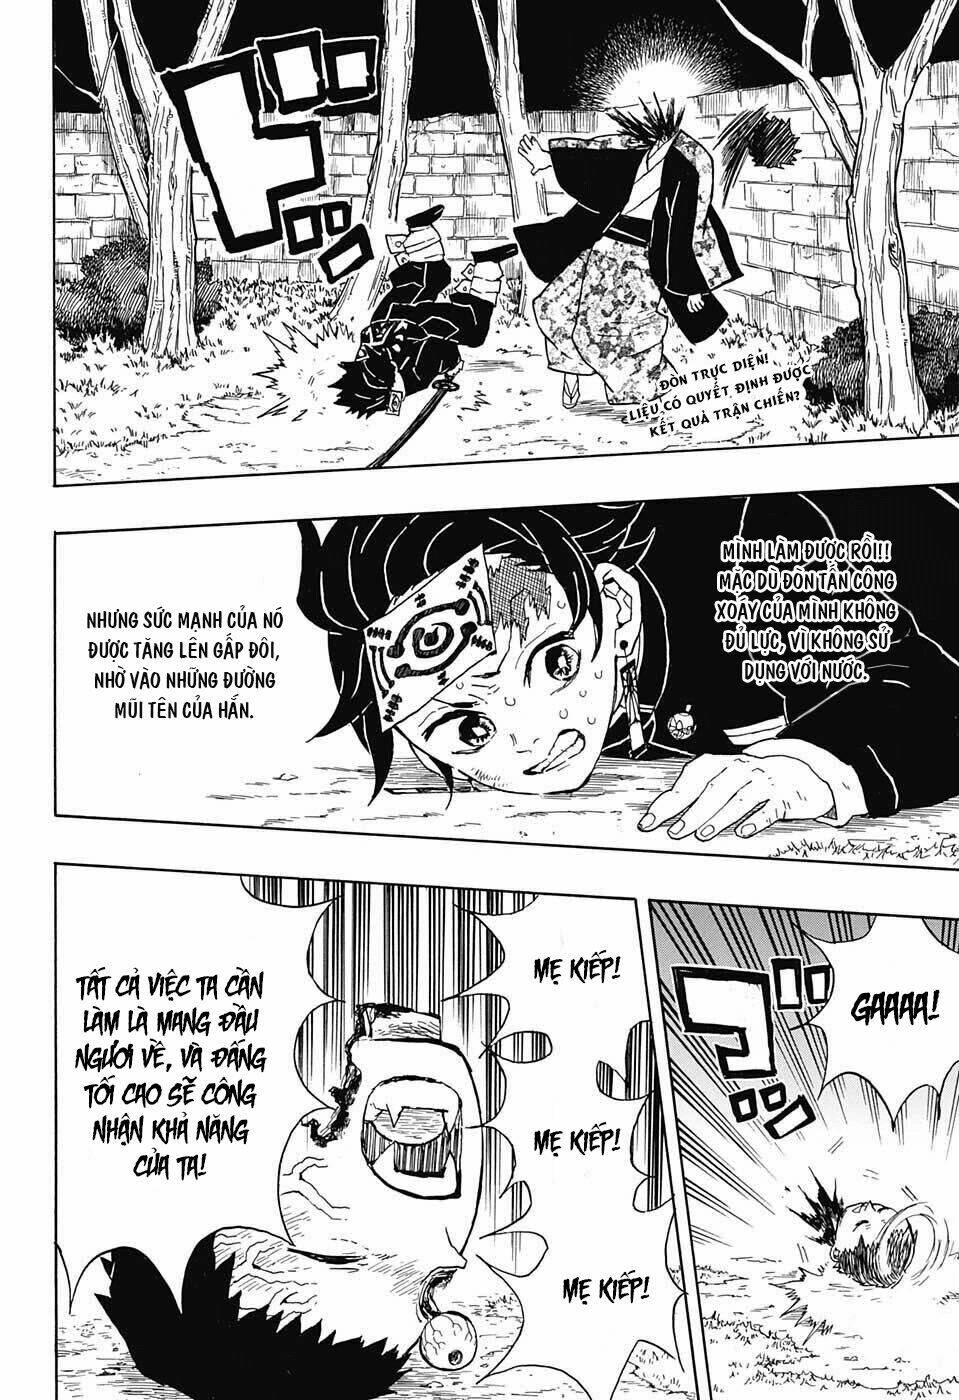 ドドド
ĐÒN TRỰC DIỆN!
LIỆU CÓ QUYẾT ĐỊNH ĐƯỢC
KẾT QUẢ TRẬN CHIẾN?
MÌNH LÀM ĐƯỢC RỒI!!
MẶC DÙ ĐÒN TẤN CÔNG
XOÁY CỦA MÌNH KHÔNG
ĐỦ LỰC, VÌ KHÔNG SỬ
DỤNG VỚI NƯỚC.
NHƯNG SỨC MẠNH CỦA NÓ
ĐƯỢC TĂNG LÊN GẤP ĐÔI,
NHỜ VÀO NHỮNG ĐƯỜNG
MŨI TÊN CỦA HẮN.
GAAAA!
MẸ KIẾP!
MẸ KIẾP!
MẸ KIẾP!
TẤT CẢ VIỆC TA CẦN
LÀM LÀ MANG ĐẦU
NGƯƠI VỀ, VÀ ĐẤNG
TỐI CAO SẼ CÔNG
NHẬN KHẢ NĂNG
CỦA TA!